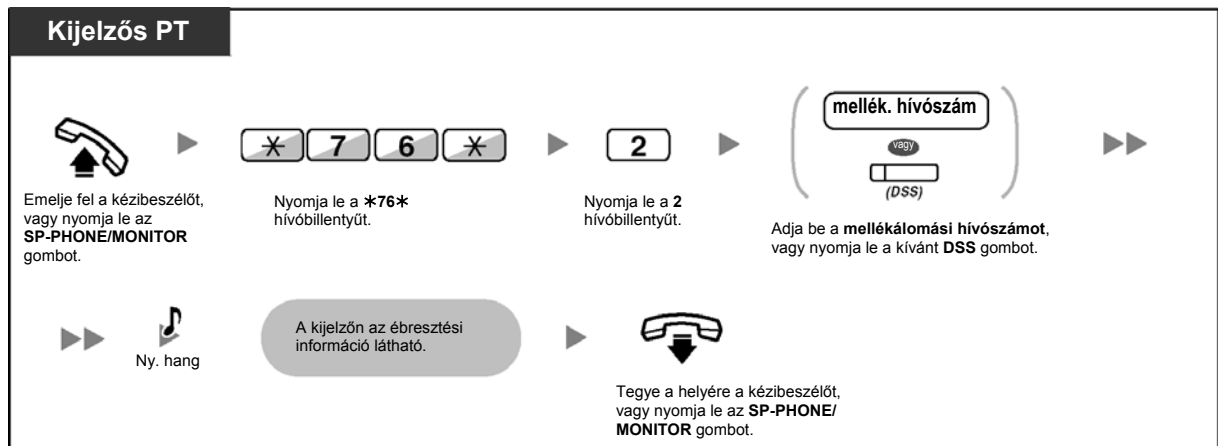 Kijelzős PT
Emelje fel a kézibeszélőt,
vagy nyomja le az
SP-PHONE/MONITOR
gombot.
* 7 6 *
Nyomja le a *76*
hívóbillentyűt.
2
Nyomja le a 2
hívóbillentyűt.
mellék. hívószám
vagy
(DSS)
Adja be a mellékálomási hívószámot,
vagy nyomja le a kívánt DSS gombot.
Ny. hang
A kijelzőn az ébresztési
információ látható.
Tegye a helyére a kézibeszélőt,
vagy nyomja le az SP-PHONE/
MONITOR gombot.